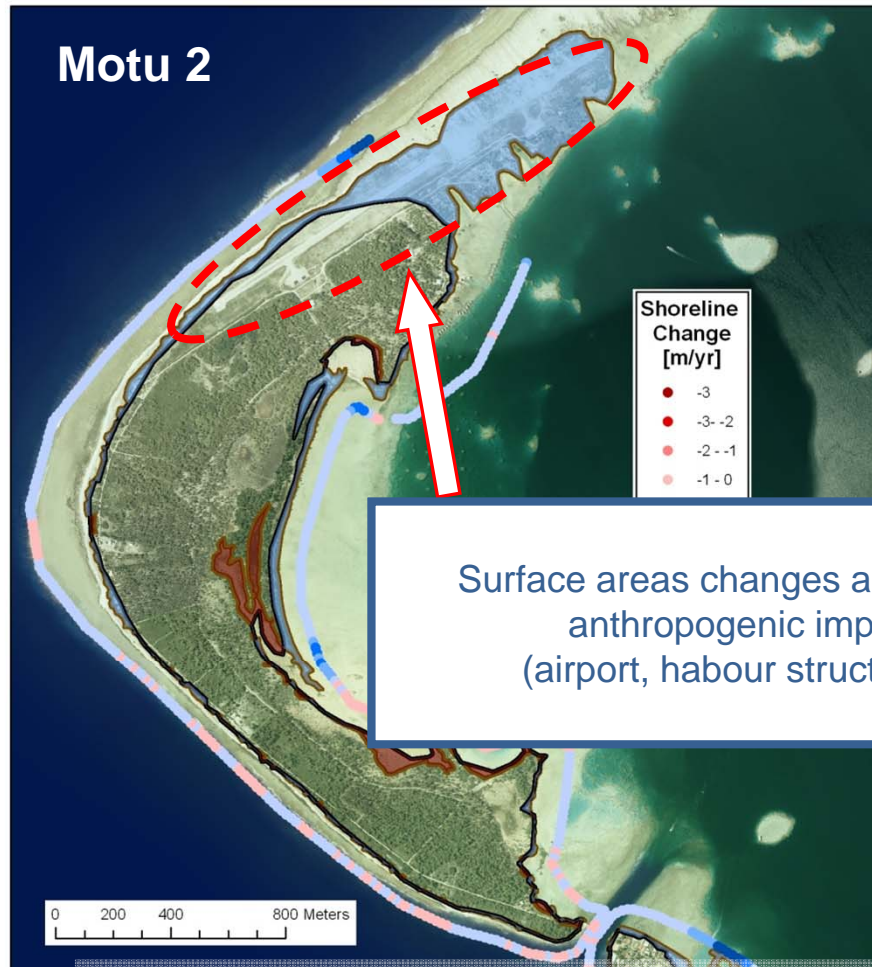 Motu 2
Shoreline
Change
[m/yr]
-3
-3- -2
-2 - -1
-1 - 0
Surface areas changes a
anthropogenic imp
(airport, habour struct
0 200 400 800 Meters